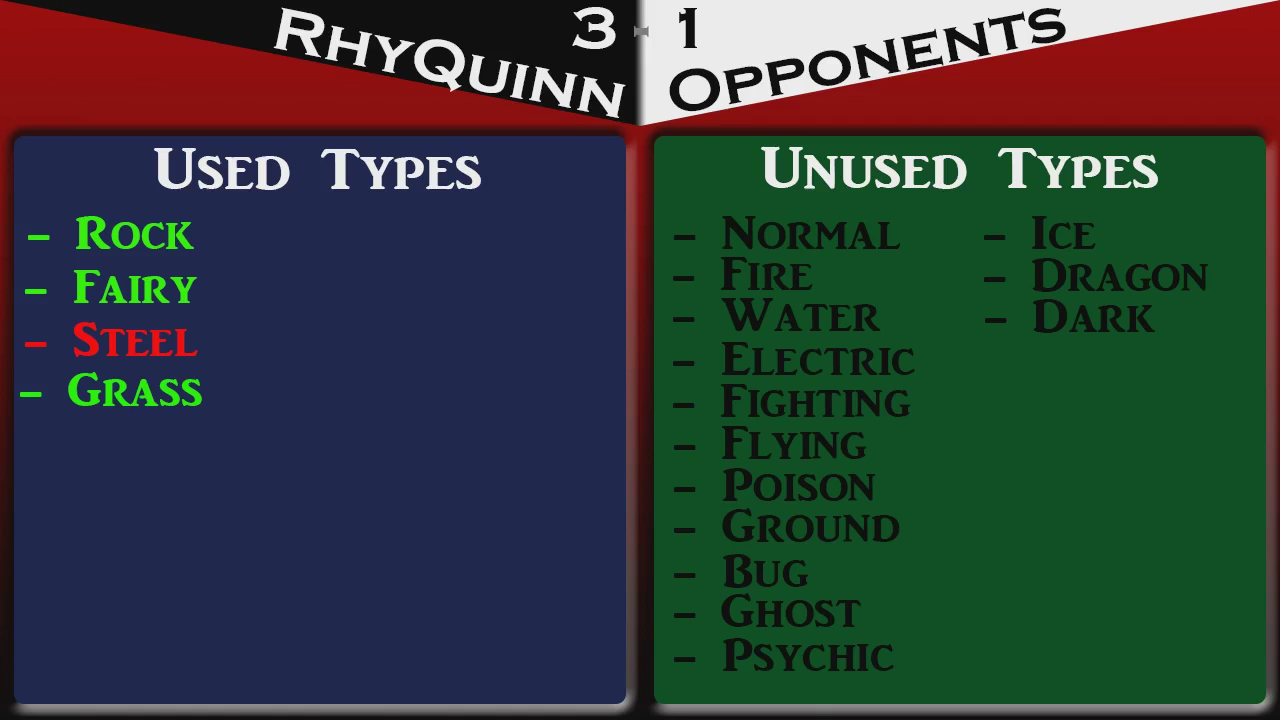 RhyQuinn 3 - 1 Opponents
Used Types
- Rock
- Fairy
- Steel
- Grass
Unused Types
- Normal
- Fire
- Water
- Electric
- Fighting
- Flying
- Poison
- Ground
- Bug
- Ghost
- Psychic
- Ice
- Dragon
- Dark